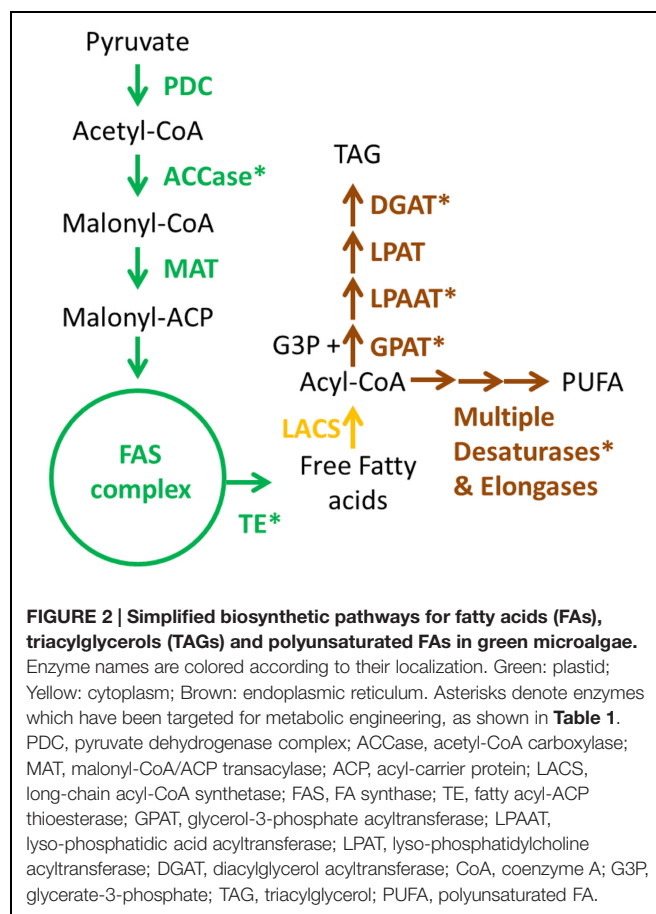 Pyruvate
PDC
Acetyl-CoA
ACCase*
Malonyl-CoA
MAT
Malonyl-ACP
FAS
complex
TE*
TAG
DGAT*
LPAT
LPAAT*
G3P + GPAT*
Acyl-CoA
PUFA
LACS
Multiple
Desaturases*
& Elongases
Free Fatty
acids
FIGURE 2 | Simplified biosynthetic pathways for fatty acids (FAs),
triacylglycerols (TAGs) and polyunsaturated FAs in green microalgae.
Enzyme names are colored according to their localization. Green: plastid;
Yellow: cytoplasm; Brown: endoplasmic reticulum. Asterisks denote enzymes
which have been targeted for metabolic engineering, as shown in Table 1.
PDC, pyruvate dehydrogenase complex; ACCase, acetyl-CoA carboxylase;
MAT, malonyl-CoA/ACP transacylase; ACP, acyl-carrier protein; LACS,
long-chain acyl-CoA synthetase; FAS, FA synthase; TE, fatty acyl-ACP
thioesterase; GPAT, glycerol-3-phosphate acyltransferase; LPAAT,
lyso-phosphatidic acid acyltransferase; LPAT, lyso-phosphatidylcholine
acyltransferase; DGAT, diacylglycerol acyltransferase; CoA, coenzyme A; G3P,
glycerate-3-phosphate; TAG, triacylglycerol; PUFA, polyunsaturated FA.